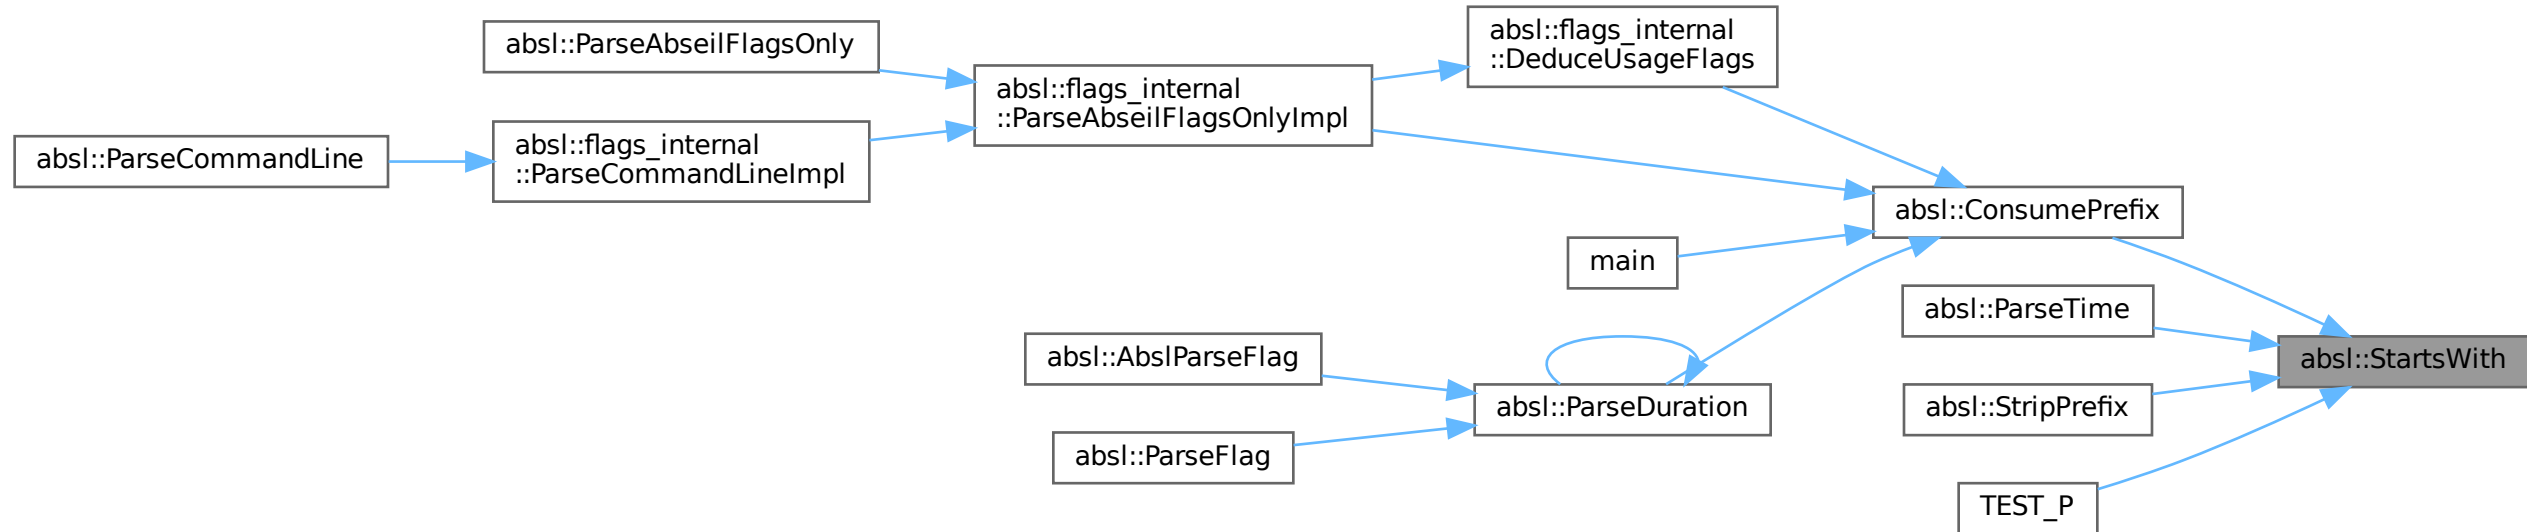 absl::ParseAbseilFlagsOnly
absl::flags_internal
::DeduceUsageFlags
absl::flags_internal
::ParseAbseilFlagsOnlyImpl
absl::ParseCommandLine
absl::flags_internal
::ParseCommandLineImpl
absl::ConsumePrefix
main
absl::ParseTime
absl::AbslParseFlag
absl::StartsWith
absl::ParseDuration
absl::StripPrefix
absl::ParseFlag
TEST_P